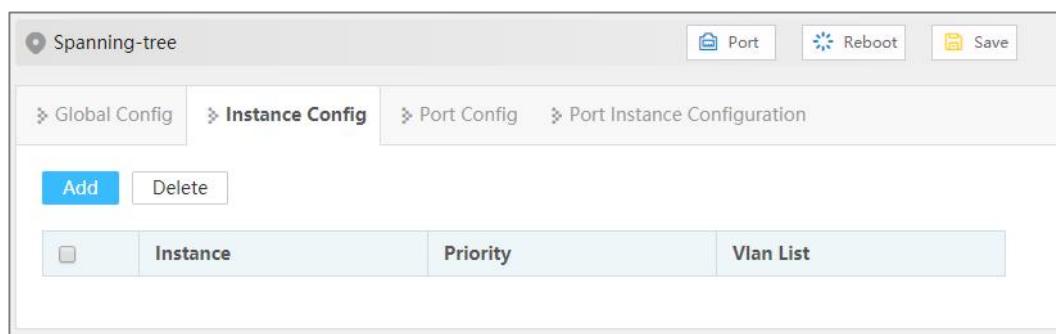 Spanning-tree Port Reboot Save
Global Config Instance Config Port Config Port Instance Configuration
Add Delete
Instance Priority Vlan List